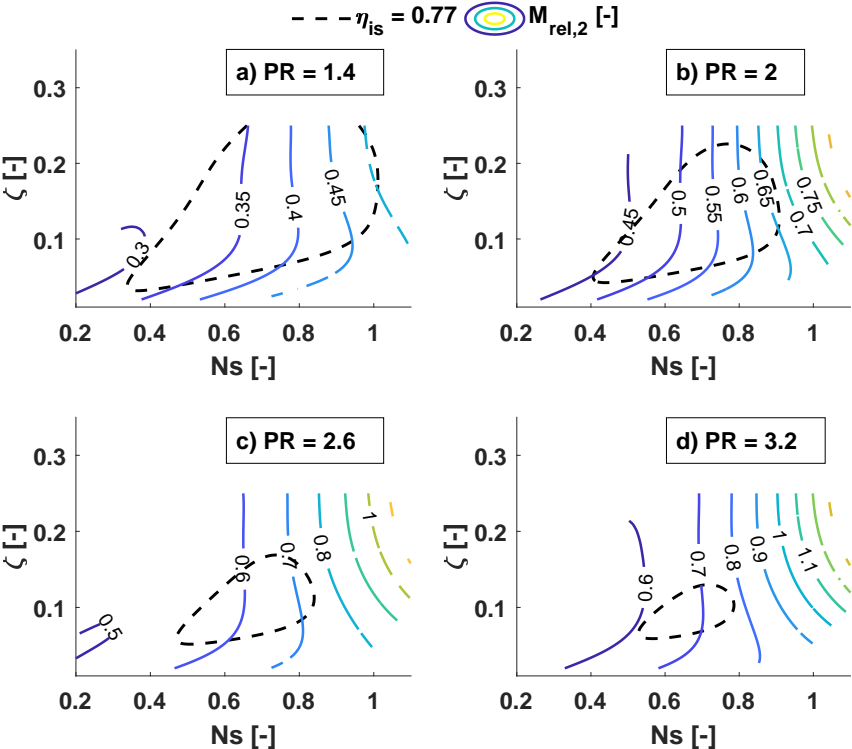 η_is = 0.77 M_rel,2 [-]
a) PR = 1.4
b) PR = 2
ζ [-]
0.3
0.2
0.1
0.3
0.35
0.4
0.45
0.2 0.4 0.6 0.8 1
Ns [-]
ζ [-]
0.3
0.2
0.1
0.45
0.5
0.55
0.6
0.65
0.7
0.75
0.2 0.4 0.6 0.8 1
Ns [-]
c) PR = 2.6
d) PR = 3.2
ζ [-]
0.3
0.2
0.1
0.5
0.6
0.7
0.8
1
0.2 0.4 0.6 0.8 1
Ns [-]
ζ [-]
0.3
0.2
0.1
0.6
0.7
0.8
0.9
1
1.1
0.2 0.4 0.6 0.8 1
Ns [-]